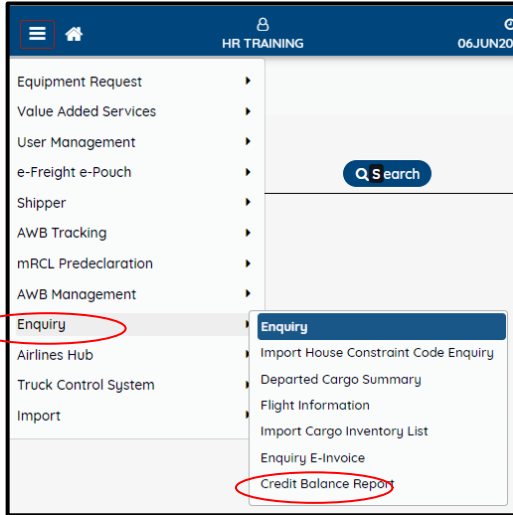 HR TRAINING
06JUN20
Equipment Request
Value Added Services
User Management
e-Freight e-Pouch
Search
Shipper
AWB Tracking
mRCL Predeclaration
AWB Management
Enquiry
Airlines Hub
Truck Control System
Import
Enquiry
Import House Constraint Code Enquiry
Departed Cargo Summary
Flight Information
Import Cargo Inventory List
Enquiry E-Invoice
Credit Balance Report